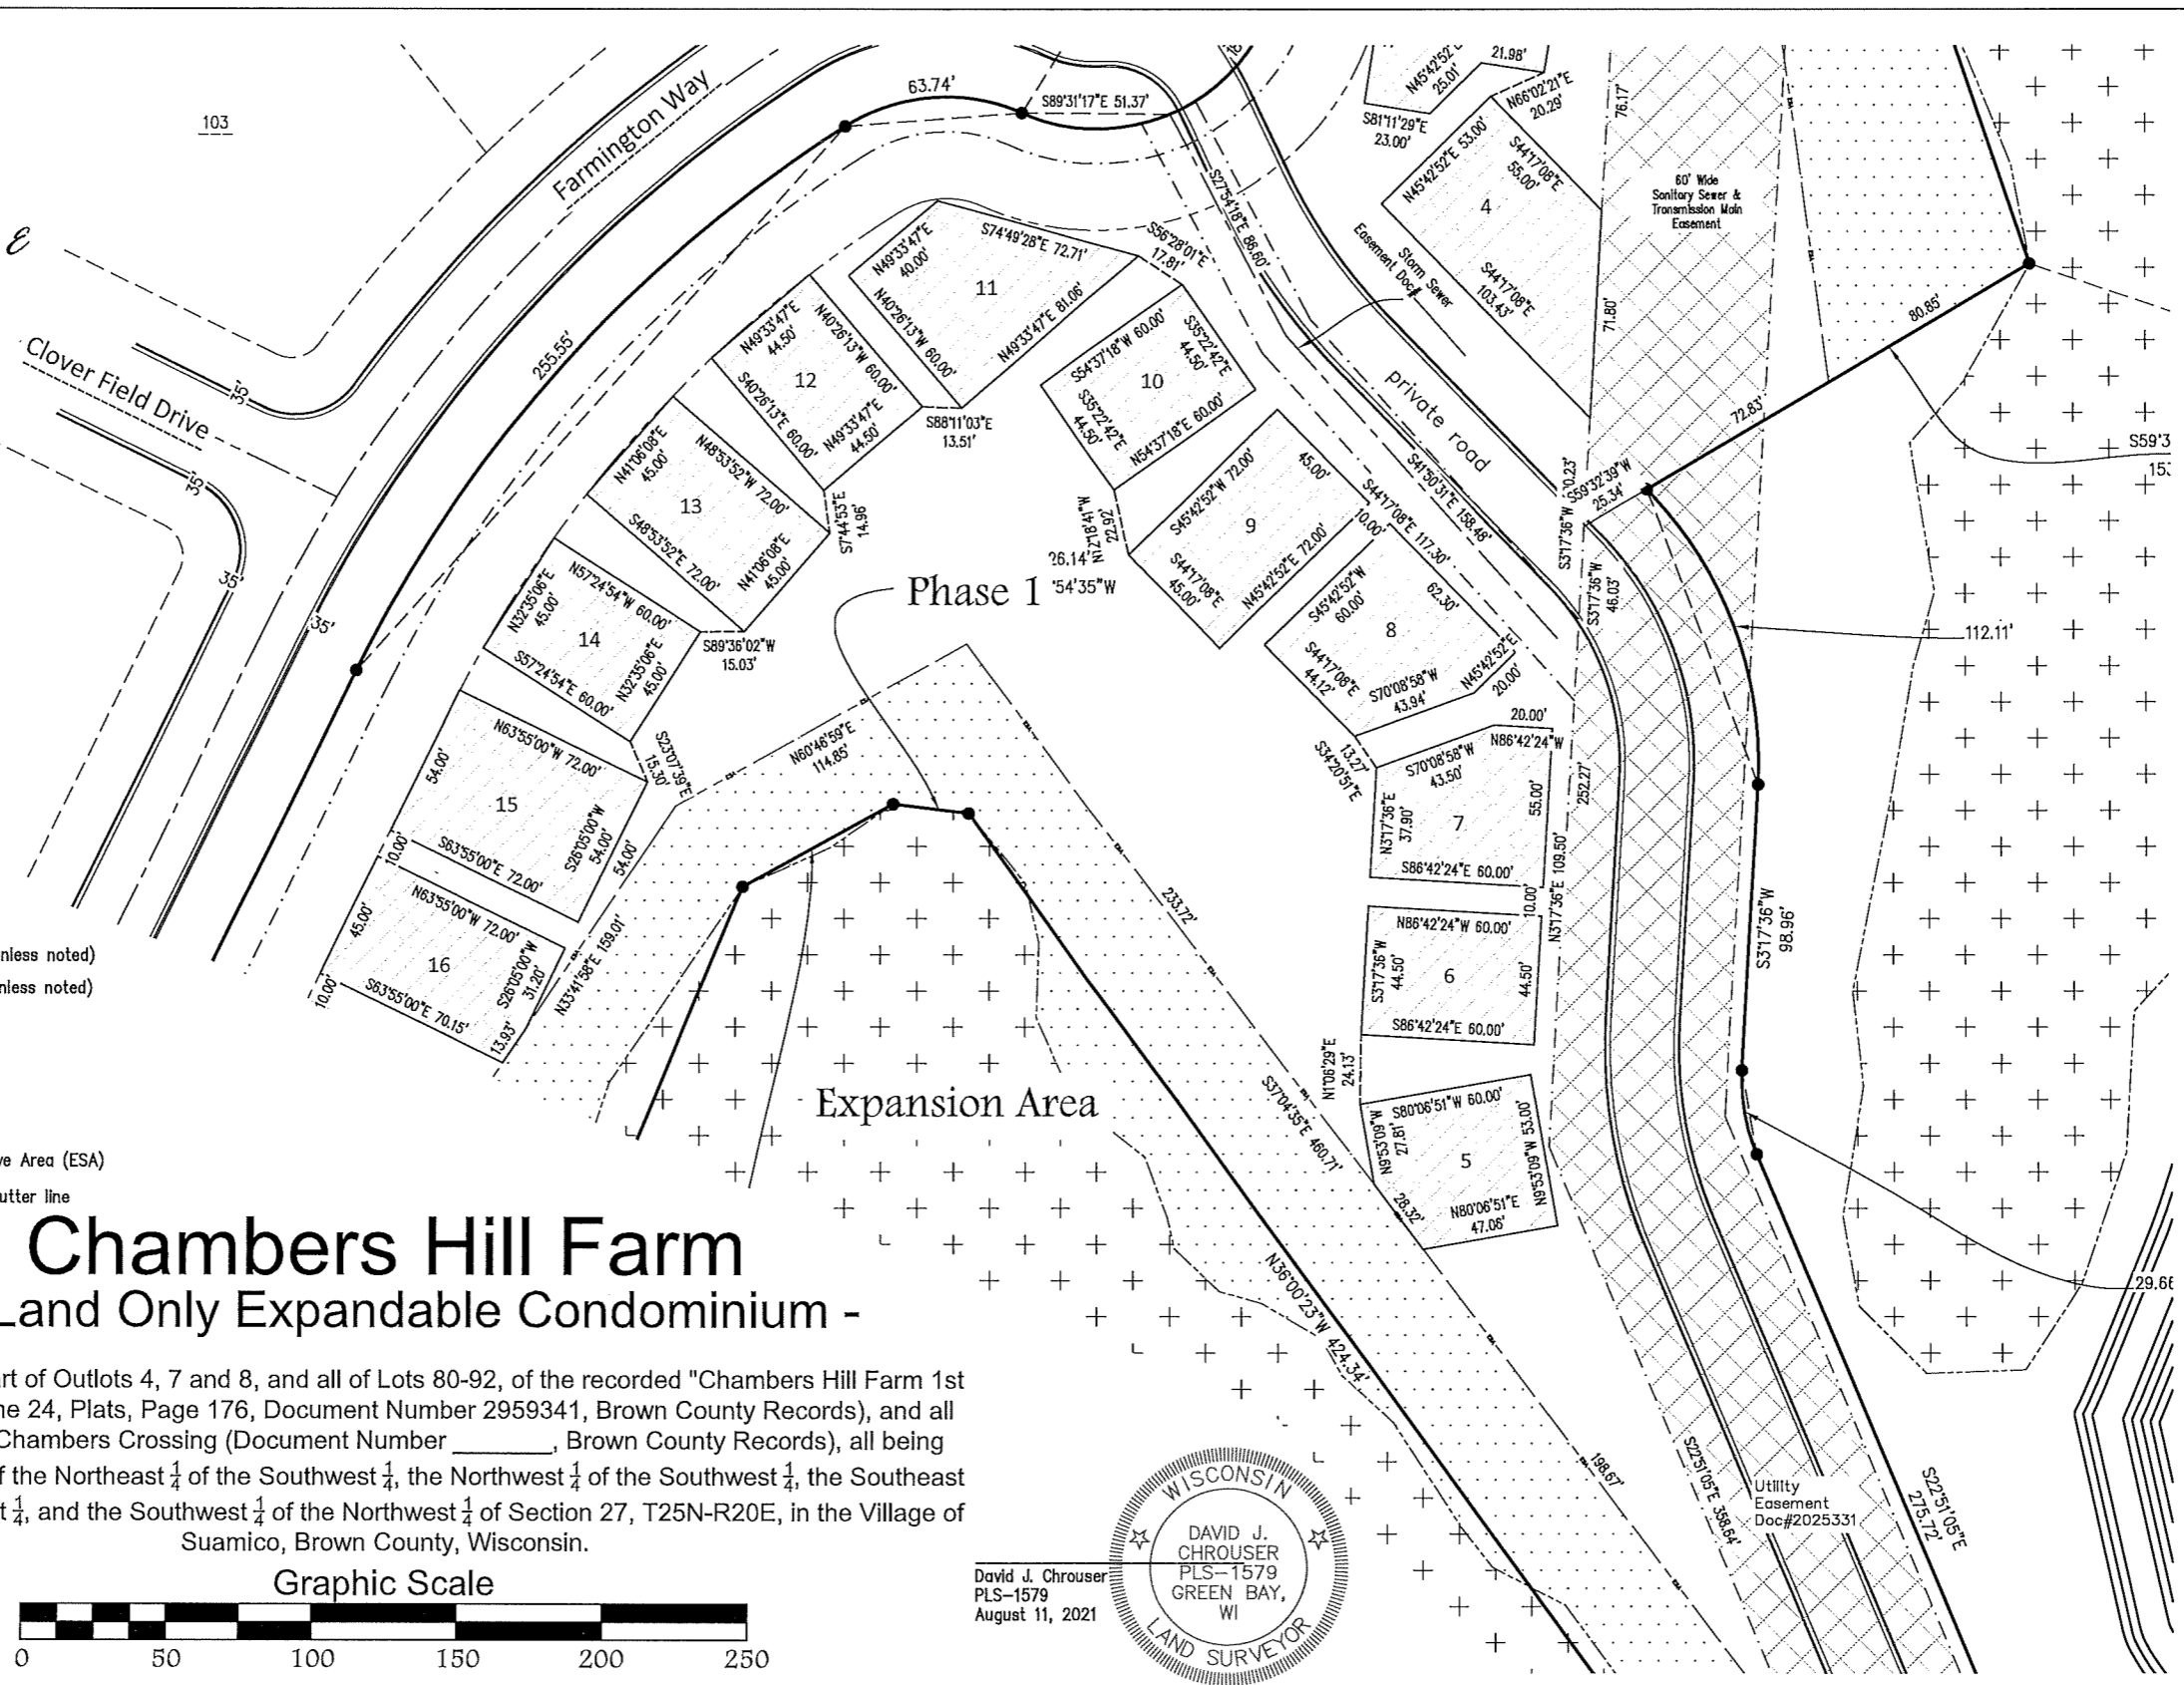 103
Farmington Way
Clover Field Drive
35'
35'
35'
35'
255.55'
63.74'
S89°31'17"E 51.37'
S27°54'18"E 86.60'
N45°42'52"
25.01'
21.98'
S81°11'29"E
23.00'
N66°02'21"E
20.29'
76.17'
4
N45°42'52"E 53.00'
S44°17'08"E
55.00'
S44°17'08"E
103.43'
71.80'
Storm Sewer
Easement Doc#
60' Wide
Sanitary Sewer &
Transmission Main
Easement
80.85'
72.83'
S59°3
153
private road
S41°50'31"E 158.48'
S44°17'08"E 117.30'
S3°17'36"W 70.23'
S59°32'39"W
25.34'
S3°17'36"W
46.03'
112.11'
11
N49°33'47"E
40.00'
S74°49'28"E 72.71'
N40°26'13"W 60.00'
N49°33'47"E 81.06'
S56°28'01"E
17.81'
12
N49°33'47"E
44.50'
N40°26'13"W 60.00'
S40°26'13"E 60.00'
N49°33'47"E
44.50'
S88°11'03"E
13.51'
10
S54°37'18"W 60.00'
S35°22'42"E
44.50'
S35°22'42"E
44.50'
N54°37'18"E 60.00'
N12°18'41"W
22.92'
13
N41°06'08"E
45.00'
N48°53'52"W 72.00'
S48°53'52"E 72.00'
N41°06'08"E
45.00'
S7°44'53"E
14.96'
9
S45°42'52"W 72.00'
45.00'
S44°17'08"E
45.00'
N45°42'52"E 72.00'
10.00'
26.14'
°54'35"W
Phase 1
14
N32°35'06"E
45.00'
N57°24'54"W 60.00'
S57°24'54"E 60.00'
N32°35'06"E
45.00'
S89°36'02"W
15.03'
8
S45°42'52"W
60.00'
62.30'
S44°17'08"E
44.12'
S70°08'58"W
43.94'
N45°42'52"E
20.00'
15
N63°55'00"W 72.00'
54.00'
S63°55'00"E 72.00'
S26°05'00"W
54.00'
54.00'
10.00'
S23°07'39"E
15.30'
N60°46'59"E
114.85'
S34°20'51"E
13.27'
7
S70°08'58"W
43.50'
20.00'
N86°42'24"W
N3°17'36"E
37.90'
55.00'
S86°42'24"E 60.00'
252.27'
N3°17'36"E 109.50'
10.00'
16
N63°55'00"W 72.00'
45.00'
S26°05'00"W
31.20'
S63°55'00"E 70.15'
13.93'
10.00'
N33°41'58"E 159.01'
233.72'
6
N86°42'24"W 60.00'
S3°17'36"W
44.50'
44.50'
S86°42'24"E 60.00'
S3°17'36"W
98.96'
N1°06'29"E
24.13'
nless noted)
nless noted)
Expansion Area
S37°04'35"E 460.71'
5
S80°06'51"W 60.00'
N9°53'09"W
27.81'
N9°53'09"W 53.00'
28.32'
N80°06'51"E
47.06'
29.66
N36°00'23"W 424.34'
198.67'
S22°51'05"E 358.64'
S22°51'05"E
275.72'
Utility
Easement
Doc#2025331
ve Area (ESA)
utter line
Chambers Hill Farm
Land Only Expandable Condominium -
rt of Outlots 4, 7 and 8, and all of Lots 80-92, of the recorded "Chambers Hill Farm 1st
ne 24, Plats, Page 176, Document Number 2959341, Brown County Records), and all
Chambers Crossing (Document Number _______, Brown County Records), all being
f the Northeast 1/4 of the Southwest 1/4, the Northwest 1/4 of the Southwest 1/4, the Southeast
t 1/4, and the Southwest 1/4 of the Northwest 1/4 of Section 27, T25N-R20E, in the Village of
Suamico, Brown County, Wisconsin.
Graphic Scale
0 50 100 150 200 250
David J. Chrouser
PLS-1579
August 11, 2021
WISCONSIN
DAVID J.
CHROUSER
PLS-1579
GREEN BAY,
WI
LAND SURVEYOR